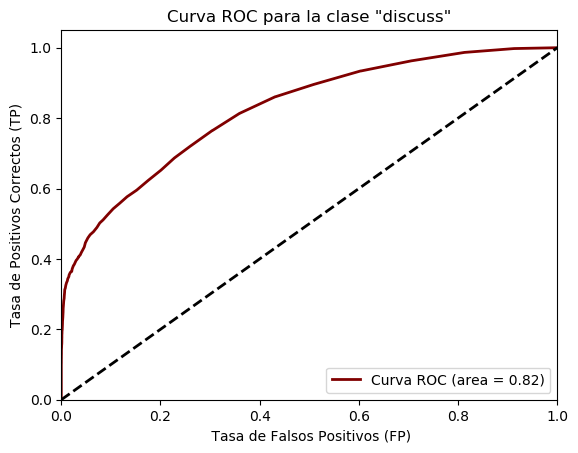 Curva ROC para la clase "discuss"
Tasa de Positivos Correctos (TP)
1.0
0.8
0.6
0.4
0.2
0.0
0.0 0.2 0.4 0.6 0.8 1.0
Tasa de Falsos Positivos (FP)
Curva ROC (area = 0.82)